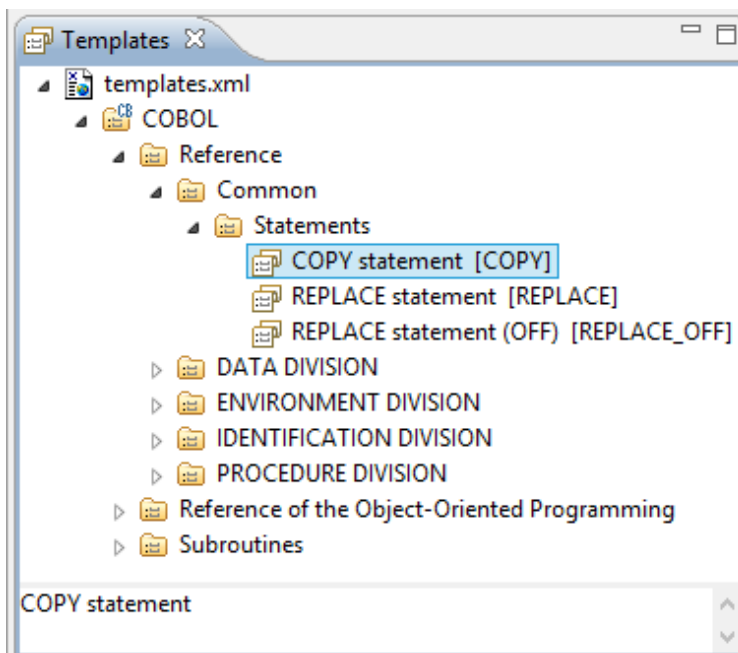 Templates
templates.xml
COBOL
Reference
Common
Statements
COPY statement [COPY]
REPLACE statement [REPLACE]
REPLACE statement (OFF) [REPLACE_OFF]
DATA DIVISION
ENVIRONMENT DIVISION
IDENTIFICATION DIVISION
PROCEDURE DIVISION
Reference of the Object-Oriented Programming
Subroutines
COPY statement